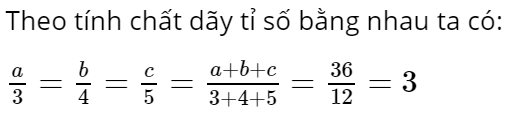 Theo tính chất dãy tỉ số bằng nhau ta có:
a/3 = b/4 = c/5 = (a+b+c)/(3+4+5) = 36/12 = 3